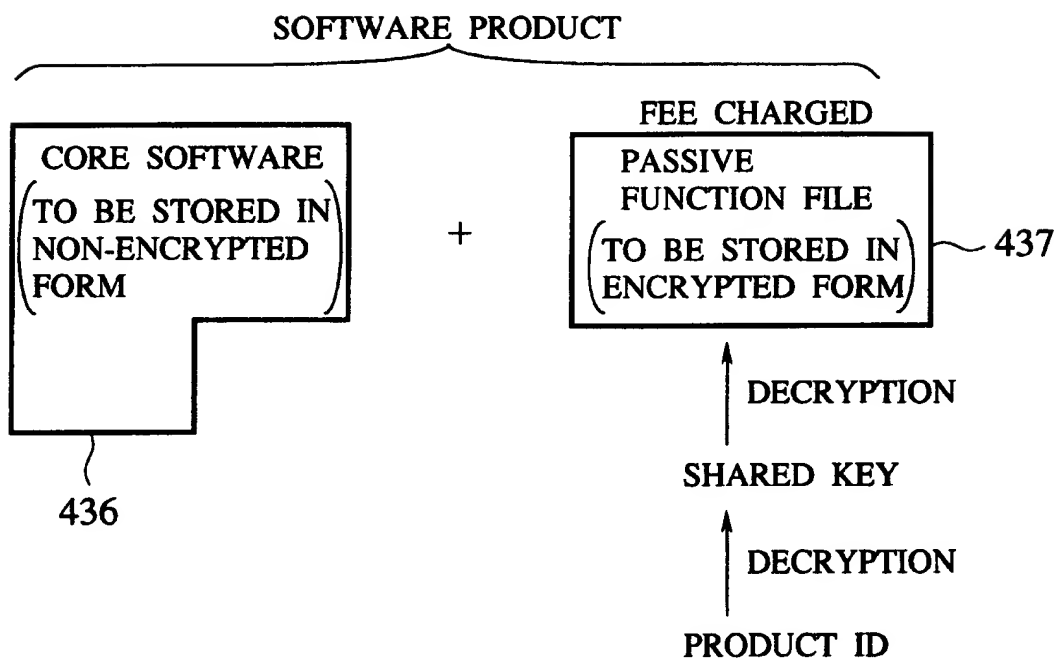 SOFTWARE PRODUCT
CORE SOFTWARE
(TO BE STORED IN
NON-ENCRYPTED
FORM)
436
+
FEE CHARGED
PASSIVE
FUNCTION FILE
(TO BE STORED IN
ENCRYPTED FORM)
437
DECRYPTION
SHARED KEY
DECRYPTION
PRODUCT ID